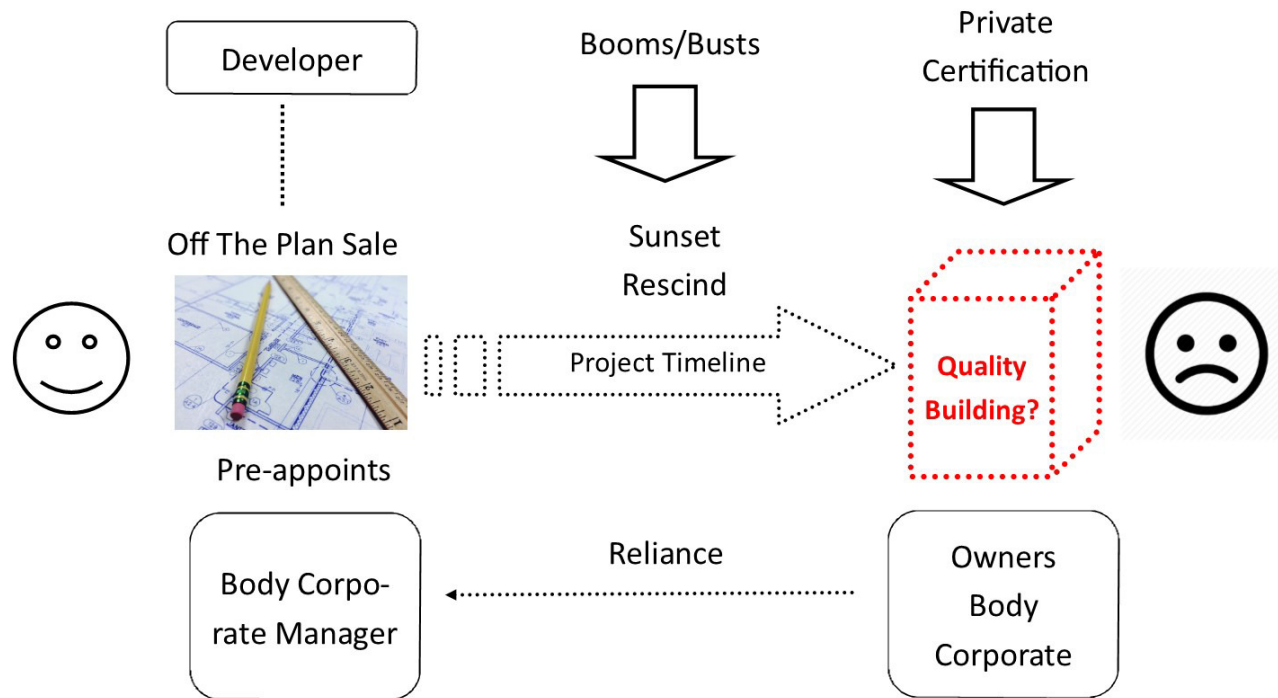 Developer
Booms/Busts
Private
Certification
Off The Plan Sale
Sunset
Rescind
Project Timeline
Quality
Building?
Pre-appoints
Body Corpo-
rate Manager
Reliance
Owners
Body
Corporate